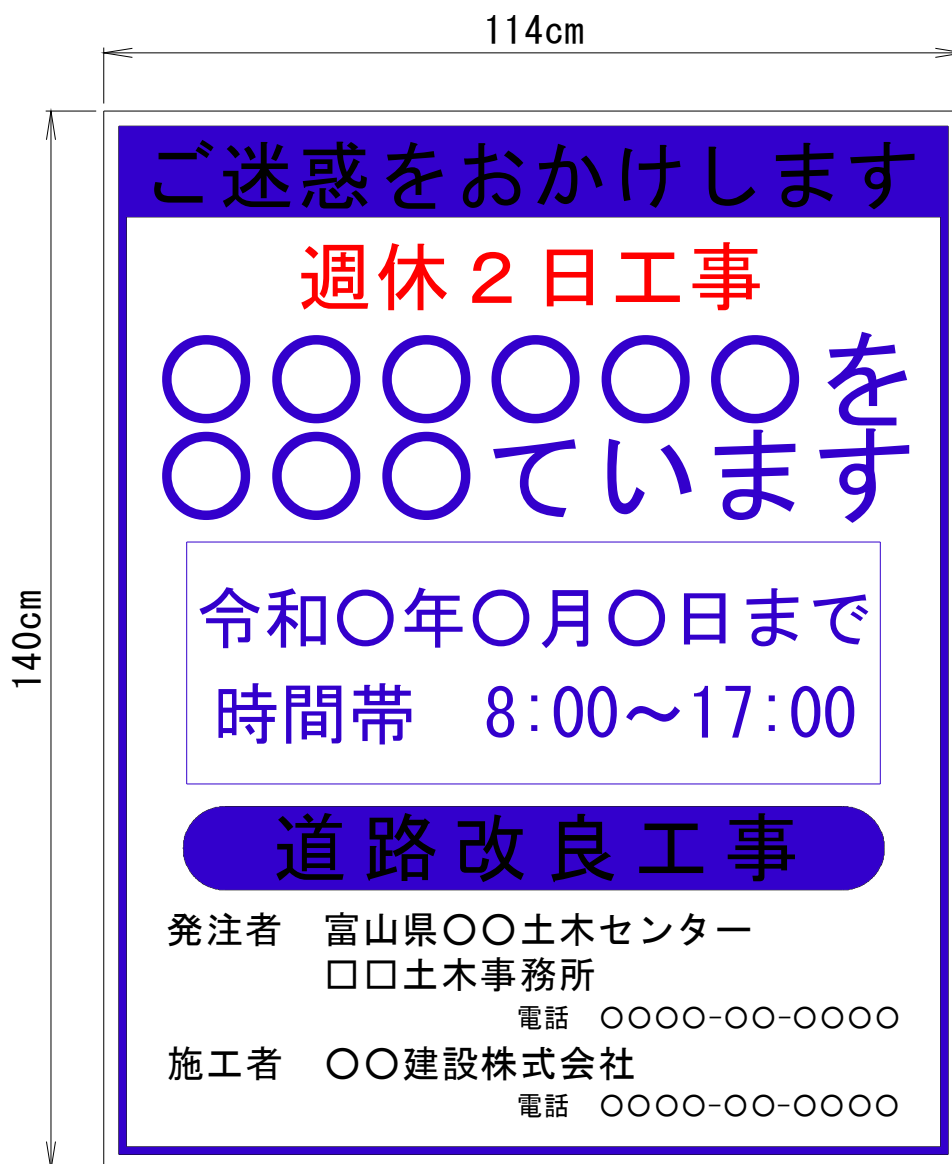 114cm
140cm
ご迷惑をおかけします
週休２日工事
〇〇〇〇〇〇を
〇〇〇ています
令和〇年〇月〇日まで
時間帯　8:00～17:00
道路改良工事
発注者　富山県〇〇土木センター
□□土木事務所
電話　〇〇〇〇-〇〇-〇〇〇〇
施工者　〇〇建設株式会社
電話　〇〇〇〇-〇〇-〇〇〇〇